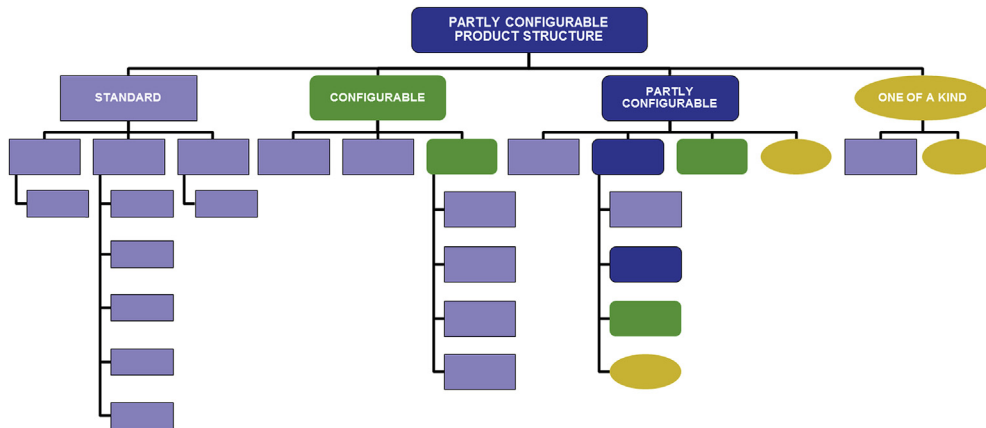 PARTLY CONFIGURABLE
PRODUCT STRUCTURE
STANDARD
CONFIGURABLE
PARTLY
CONFIGURABLE
ONE OF A KIND